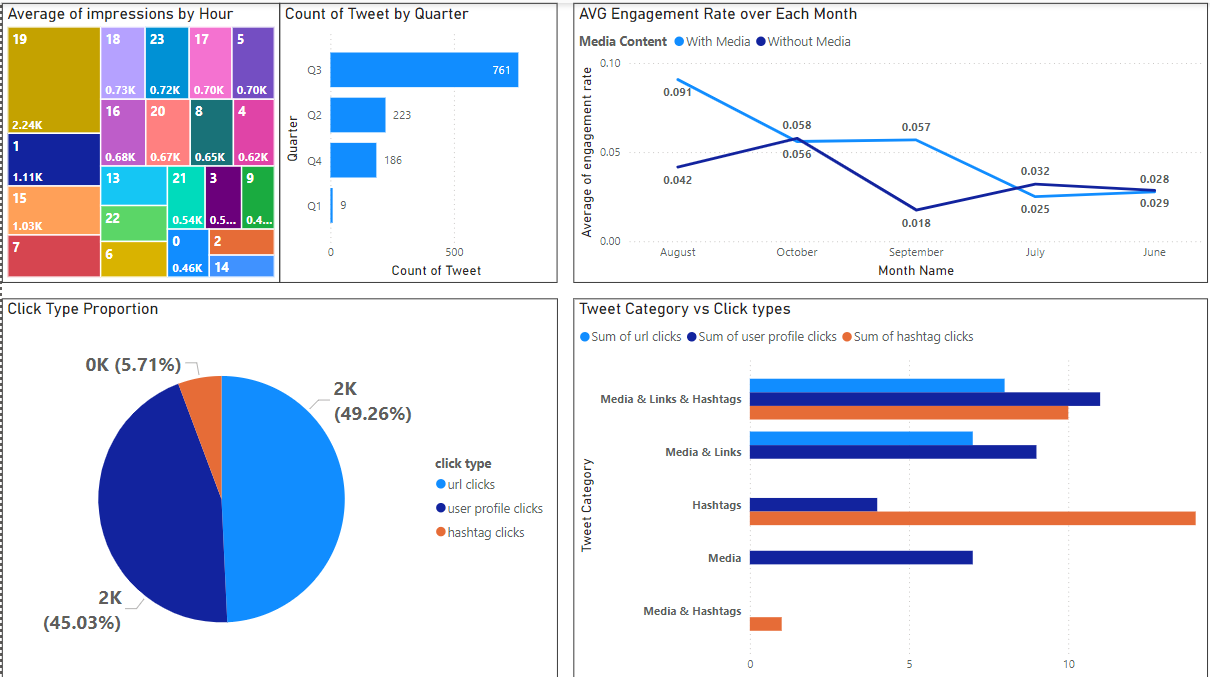 Average of impressions by Hour
19
2.24K
1
1.11K
15
1.03K
7
18
0.73K
23
0.72K
17
0.70K
5
0.70K
16
0.68K
20
0.67K
8
0.65K
4
0.62K
13
22
6
21
0.54K
3
0.5...
9
0.4...
0
0.46K
2
14
Count of Tweet by Quarter
Quarter
Q3
761
Q2
223
Q4
186
Q1
9
0
500
Count of Tweet
AVG Engagement Rate over Each Month
Media Content With Media Without Media
Average of engagement rate
0.10
0.05
0.00
0.091
0.042
0.058
0.056
0.057
0.018
0.032
0.025
0.028
0.029
August October September July June
Month Name
Click Type Proportion
0K (5.71%)
2K
(49.26%)
2K
(45.03%)
click type
url clicks
user profile clicks
hashtag clicks
Tweet Category vs Click types
Sum of url clicks Sum of user profile clicks Sum of hashtag clicks
Tweet Category
Media & Links & Hashtags
Media & Links
Hashtags
Media
Media & Hashtags
0 5 10